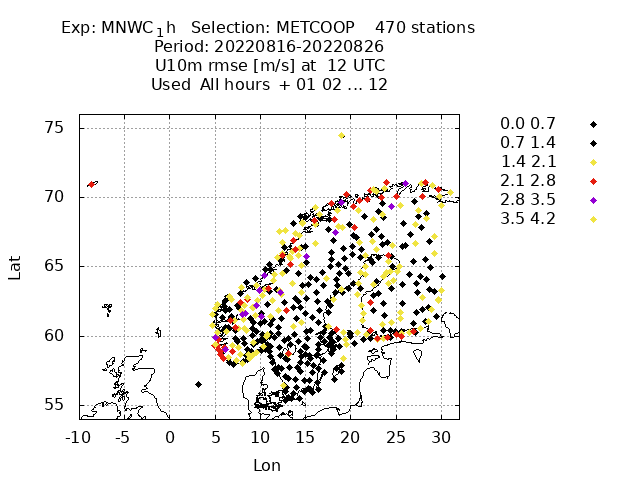 Exp: MNWC_1h   Selection: METCOOP    470 stations
Period: 20220816-20220826
U10m rmse [m/s] at  12 UTC
Used  All hours  + 01 02 ... 12
0.0 0.7
0.7 1.4
1.4 2.1
2.1 2.8
2.8 3.5
3.5 4.2
75
70
65
60
55
Lat
-10 -5 0 5 10 15 20 25 30
Lon